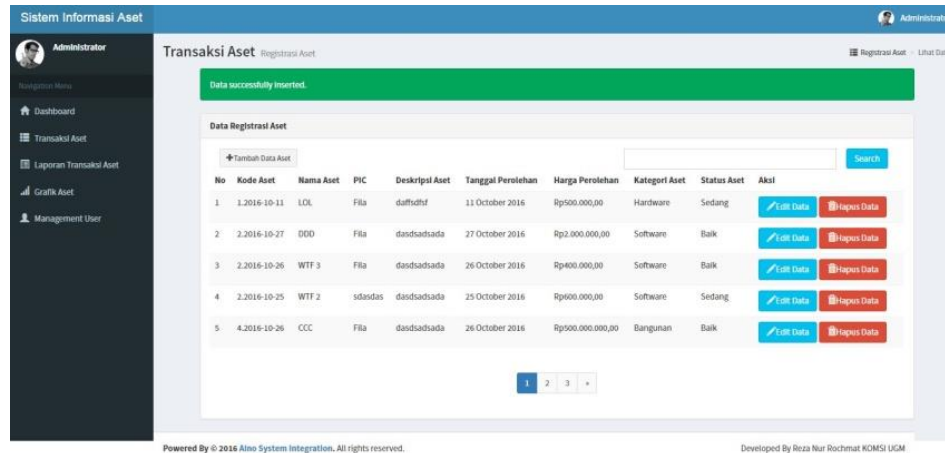 Sistem Informasi Aset
Administrat
Administrator
Transaksi Aset Registrasi Aset
Registrasi Aset > Lihat Dat
Navigation Menu
Data successfully inserted.
Dashboard
Transaksi Aset
Laporan Transaksi Aset
Grafik Aset
Management User
Data Registrasi Aset
+Tambah Data Aset
Search
No Kode Aset Nama Aset PIC Deskripsi Aset Tanggal Perolehan Harga Perolehan Kategori Aset Status Aset Aksi
1 1.2016-10-11 LOL Fila daffsdfsf 11 October 2016 Rp500.000,00 Hardware Sedang Edit Data Hapus Data
2 2.2016-10-27 DDD Fila dasdsadsada 27 October 2016 Rp2.000.000,00 Software Baik Edit Data Hapus Data
3 2.2016-10-26 WTF 3 Fila dasdsadsada 26 October 2016 Rp400.000,00 Software Baik Edit Data Hapus Data
4 2.2016-10-25 WTF 2 sdasdas dasdsadsada 25 October 2016 Rp600.000,00 Software Sedang Edit Data Hapus Data
5 4.2016-10-26 CCC Fila dasdsadsada 26 October 2016 Rp500.000.000,00 Bangunan Baik Edit Data Hapus Data
1 2 3 »
Powered By © 2016 Aino System Integration. All rights reserved.
Developed By Reza Nur Rochmat KOMSI UGM